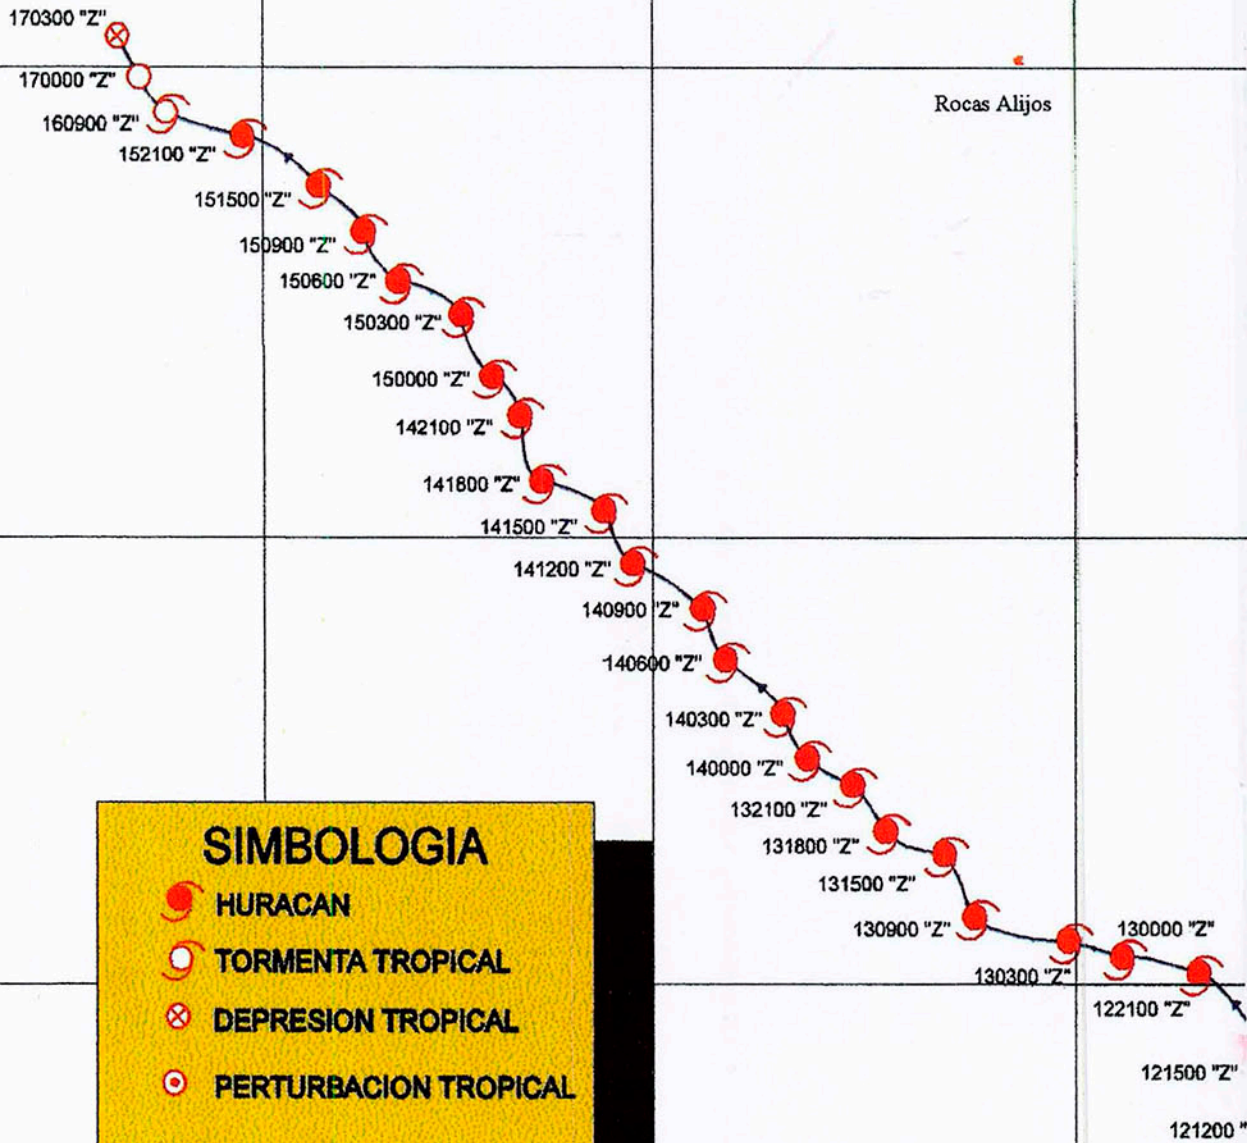 170300 "Z"
170000 "Z"
160900 "Z"
152100 "Z"
151500 "Z"
150900 "Z"
150600 "Z"
150300 "Z"
150000 "Z"
142100 "Z"
141800 "Z"
141500 "Z"
141200 "Z"
140900 "Z"
140600 "Z"
140300 "Z"
140000 "Z"
132100 "Z"
131800 "Z"
131500 "Z"
130900 "Z"
130300 "Z"
130000 "Z"
122100 "Z"
121500 "Z"
121200 "
Rocas Alijos
SIMBOLOGIA
HURACAN
TORMENTA TROPICAL
DEPRESION TROPICAL
PERTURBACION TROPICAL